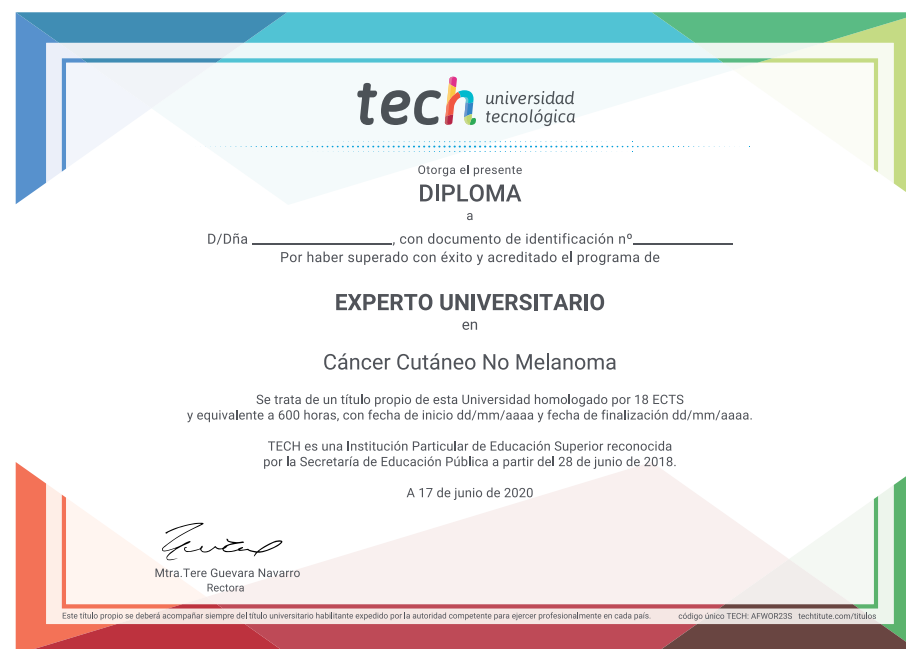 tech universidad
tecnológica
Otorga el presente
DIPLOMA
a
D/Dña ____________________, con documento de identificación nº______________
Por haber superado con éxito y acreditado el programa de
EXPERTO UNIVERSITARIO
en
Cáncer Cutáneo No Melanoma
Se trata de un título propio de esta Universidad homologado por 18 ECTS
y equivalente a 600 horas, con fecha de inicio dd/mm/aaaa y fecha de finalización dd/mm/aaaa.
TECH es una Institución Particular de Educación Superior reconocida
por la Secretaría de Educación Pública a partir del 28 de junio de 2018.
A 17 de junio de 2020
Mtra.Tere Guevara Navarro
Rectora
Este título propio se deberá acompañar siempre del título universitario habilitante expedido por la autoridad competente para ejercer profesionalmente en cada país. código único TECH: AFWOR23S techtitute.com/titulos